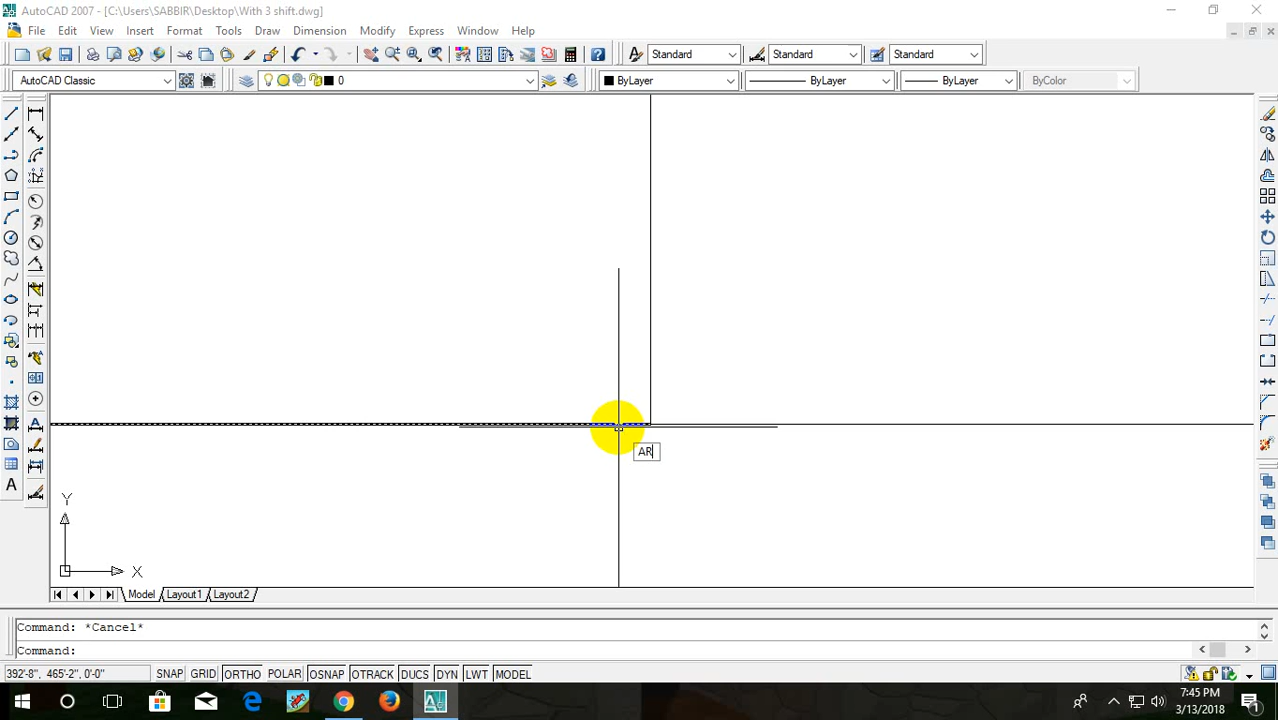 AutoCAD 2007 - [C:\Users\SABBIR\Desktop\With 3 shift.dwg]
File Edit View Insert Format Tools Draw Dimension Modify Express Window Help
Standard Standard Standard
AutoCAD Classic 0 ByLayer ByLayer ByLayer ByColor
AR
Y
X
A
Model Layout1 Layout2
Command: *Cancel*
Command:
392'-8", 465'-2", 0'-0" SNAP GRID ORTHO POLAR OSNAP OTRACK DUCS DYN LWT MODEL
7:45 PM
3/13/2018
1